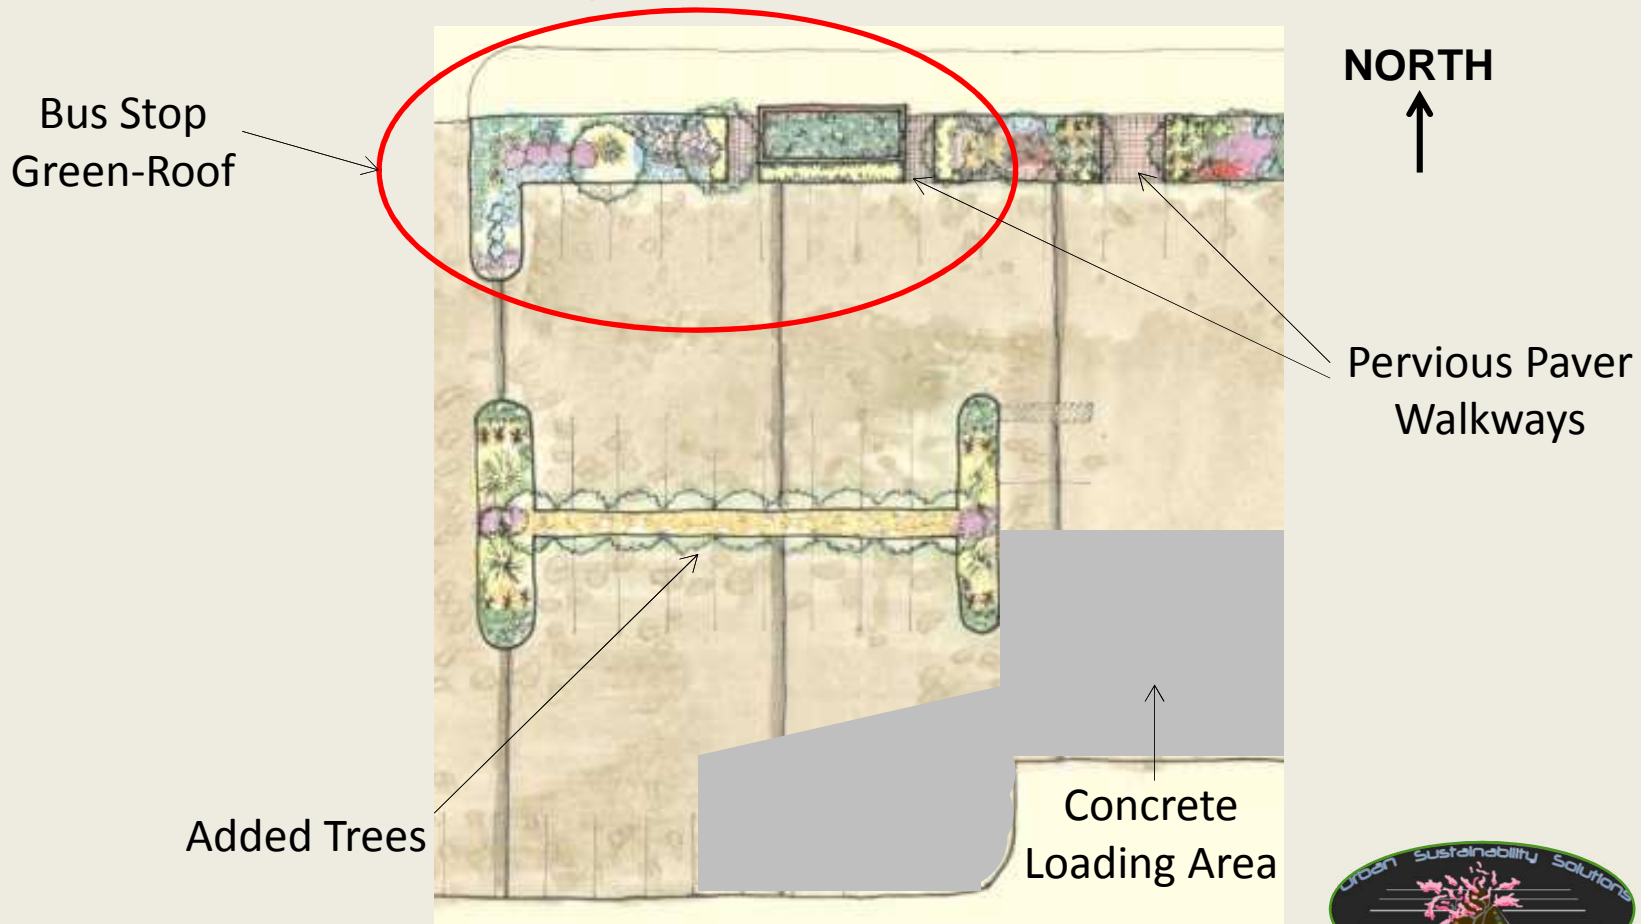 NORTH
Bus Stop
Green-Roof
Pervious Paver
Walkways
Added Trees
Concrete
Loading Area
Urban Sustainability Solutions